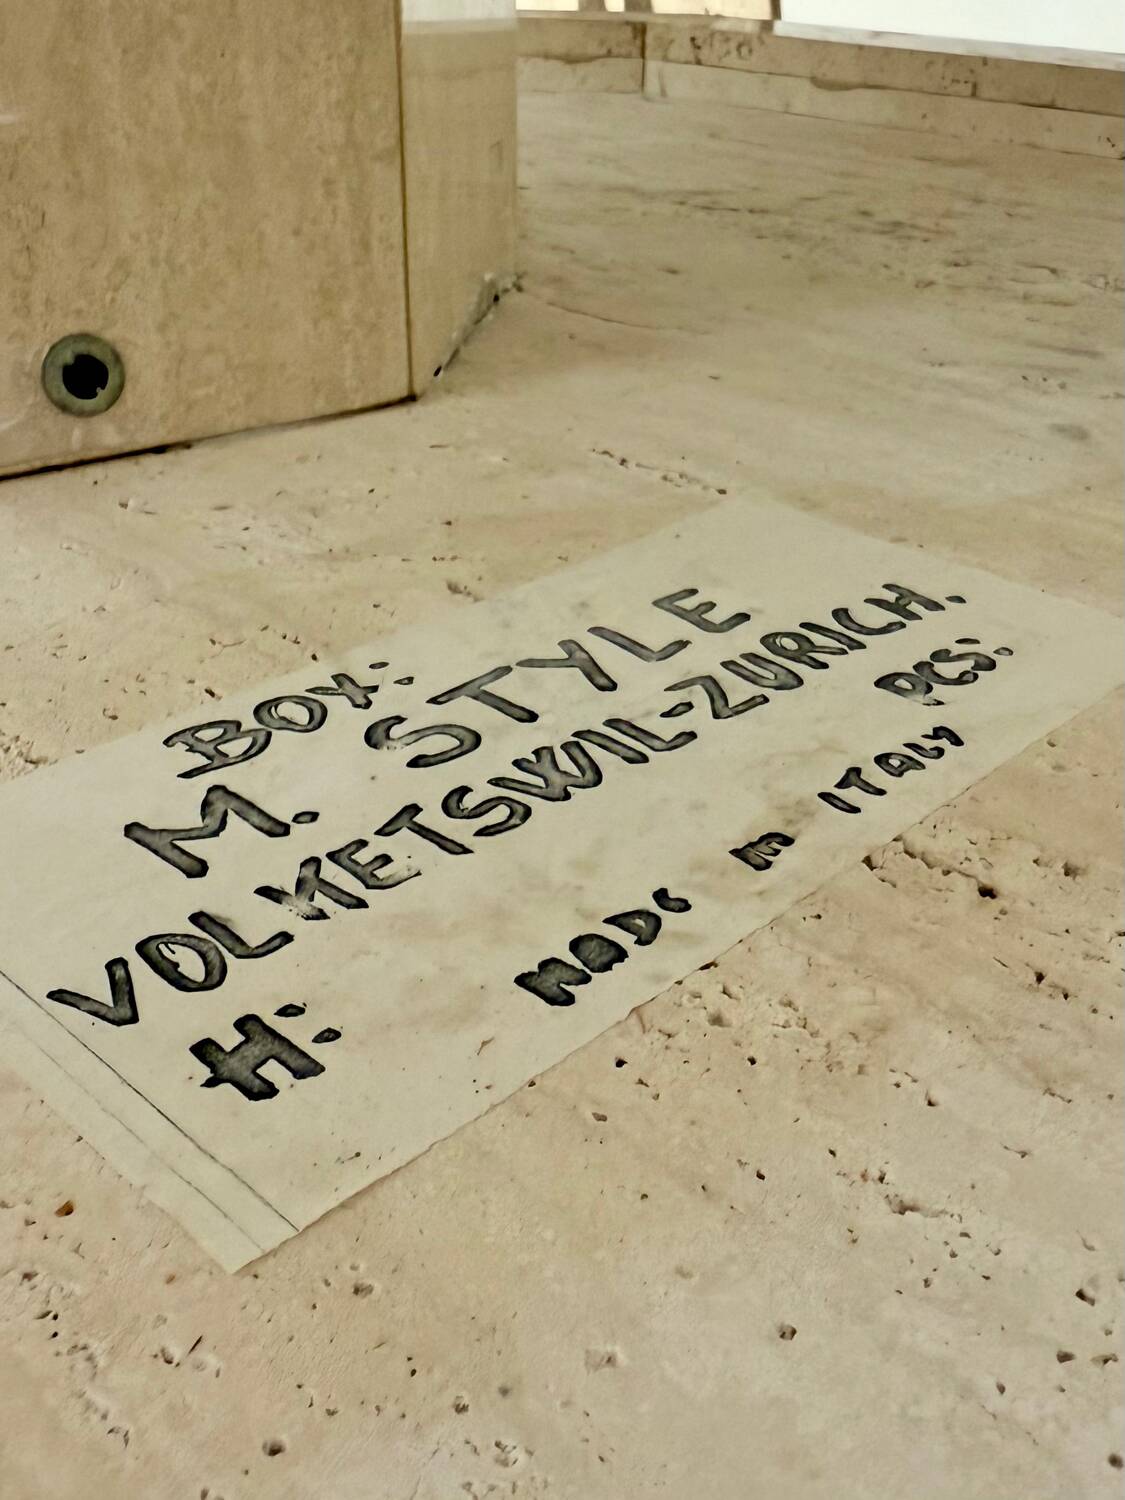 BOX:
M. STYLE
VOLKETSWIL-ZURICH.
H: PCS:
MADE IN ITALY